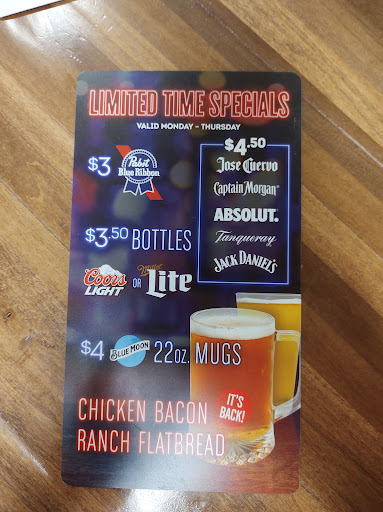 LIMITED TIME SPECIALS
VALID MONDAY - THURSDAY
$3 Pabst Blue Ribbon
$3.50 BOTTLES
Coors LIGHT OR Miller Lite
$4 BLUE MOON 22oz. MUGS
$4.50
Jose Cuervo
Captain Morgan
ABSOLUT.
Tanqueray
JACK DANIEL'S
CHICKEN BACON
RANCH FLATBREAD
IT'S
BACK!